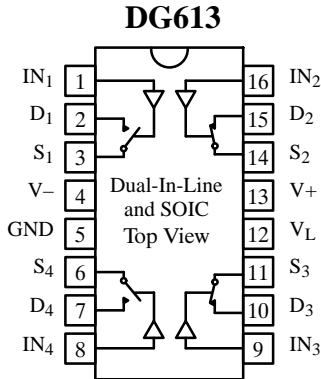 DG613
IN1 1 16 IN2
D1 2 15 D2
S1 3 14 S2
V– 4 Dual-In-Line 13 V+
GND 5 and SOIC 12 VL
Top View
S4 6 11 S3
D4 7 10 D3
IN4 8 9 IN3